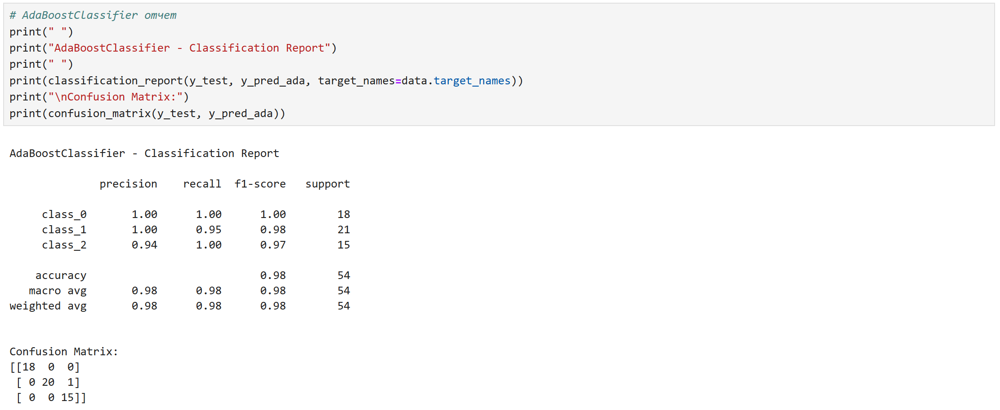 # AdaBoostClassifier отчет
print(" ")
print("AdaBoostClassifier - Classification Report")
print(" ")
print(classification_report(y_test, y_pred_ada, target_names=data.target_names))
print("\nConfusion Matrix:")
print(confusion_matrix(y_test, y_pred_ada))
AdaBoostClassifier - Classification Report
              precision    recall  f1-score   support
     class_0       1.00      1.00      1.00        18
     class_1       1.00      0.95      0.98        21
     class_2       0.94      1.00      0.97        15
    accuracy                           0.98        54
   macro avg       0.98      0.98      0.98        54
weighted avg       0.98      0.98      0.98        54
Confusion Matrix:
[[18  0  0]
 [ 0 20  1]
 [ 0  0 15]]